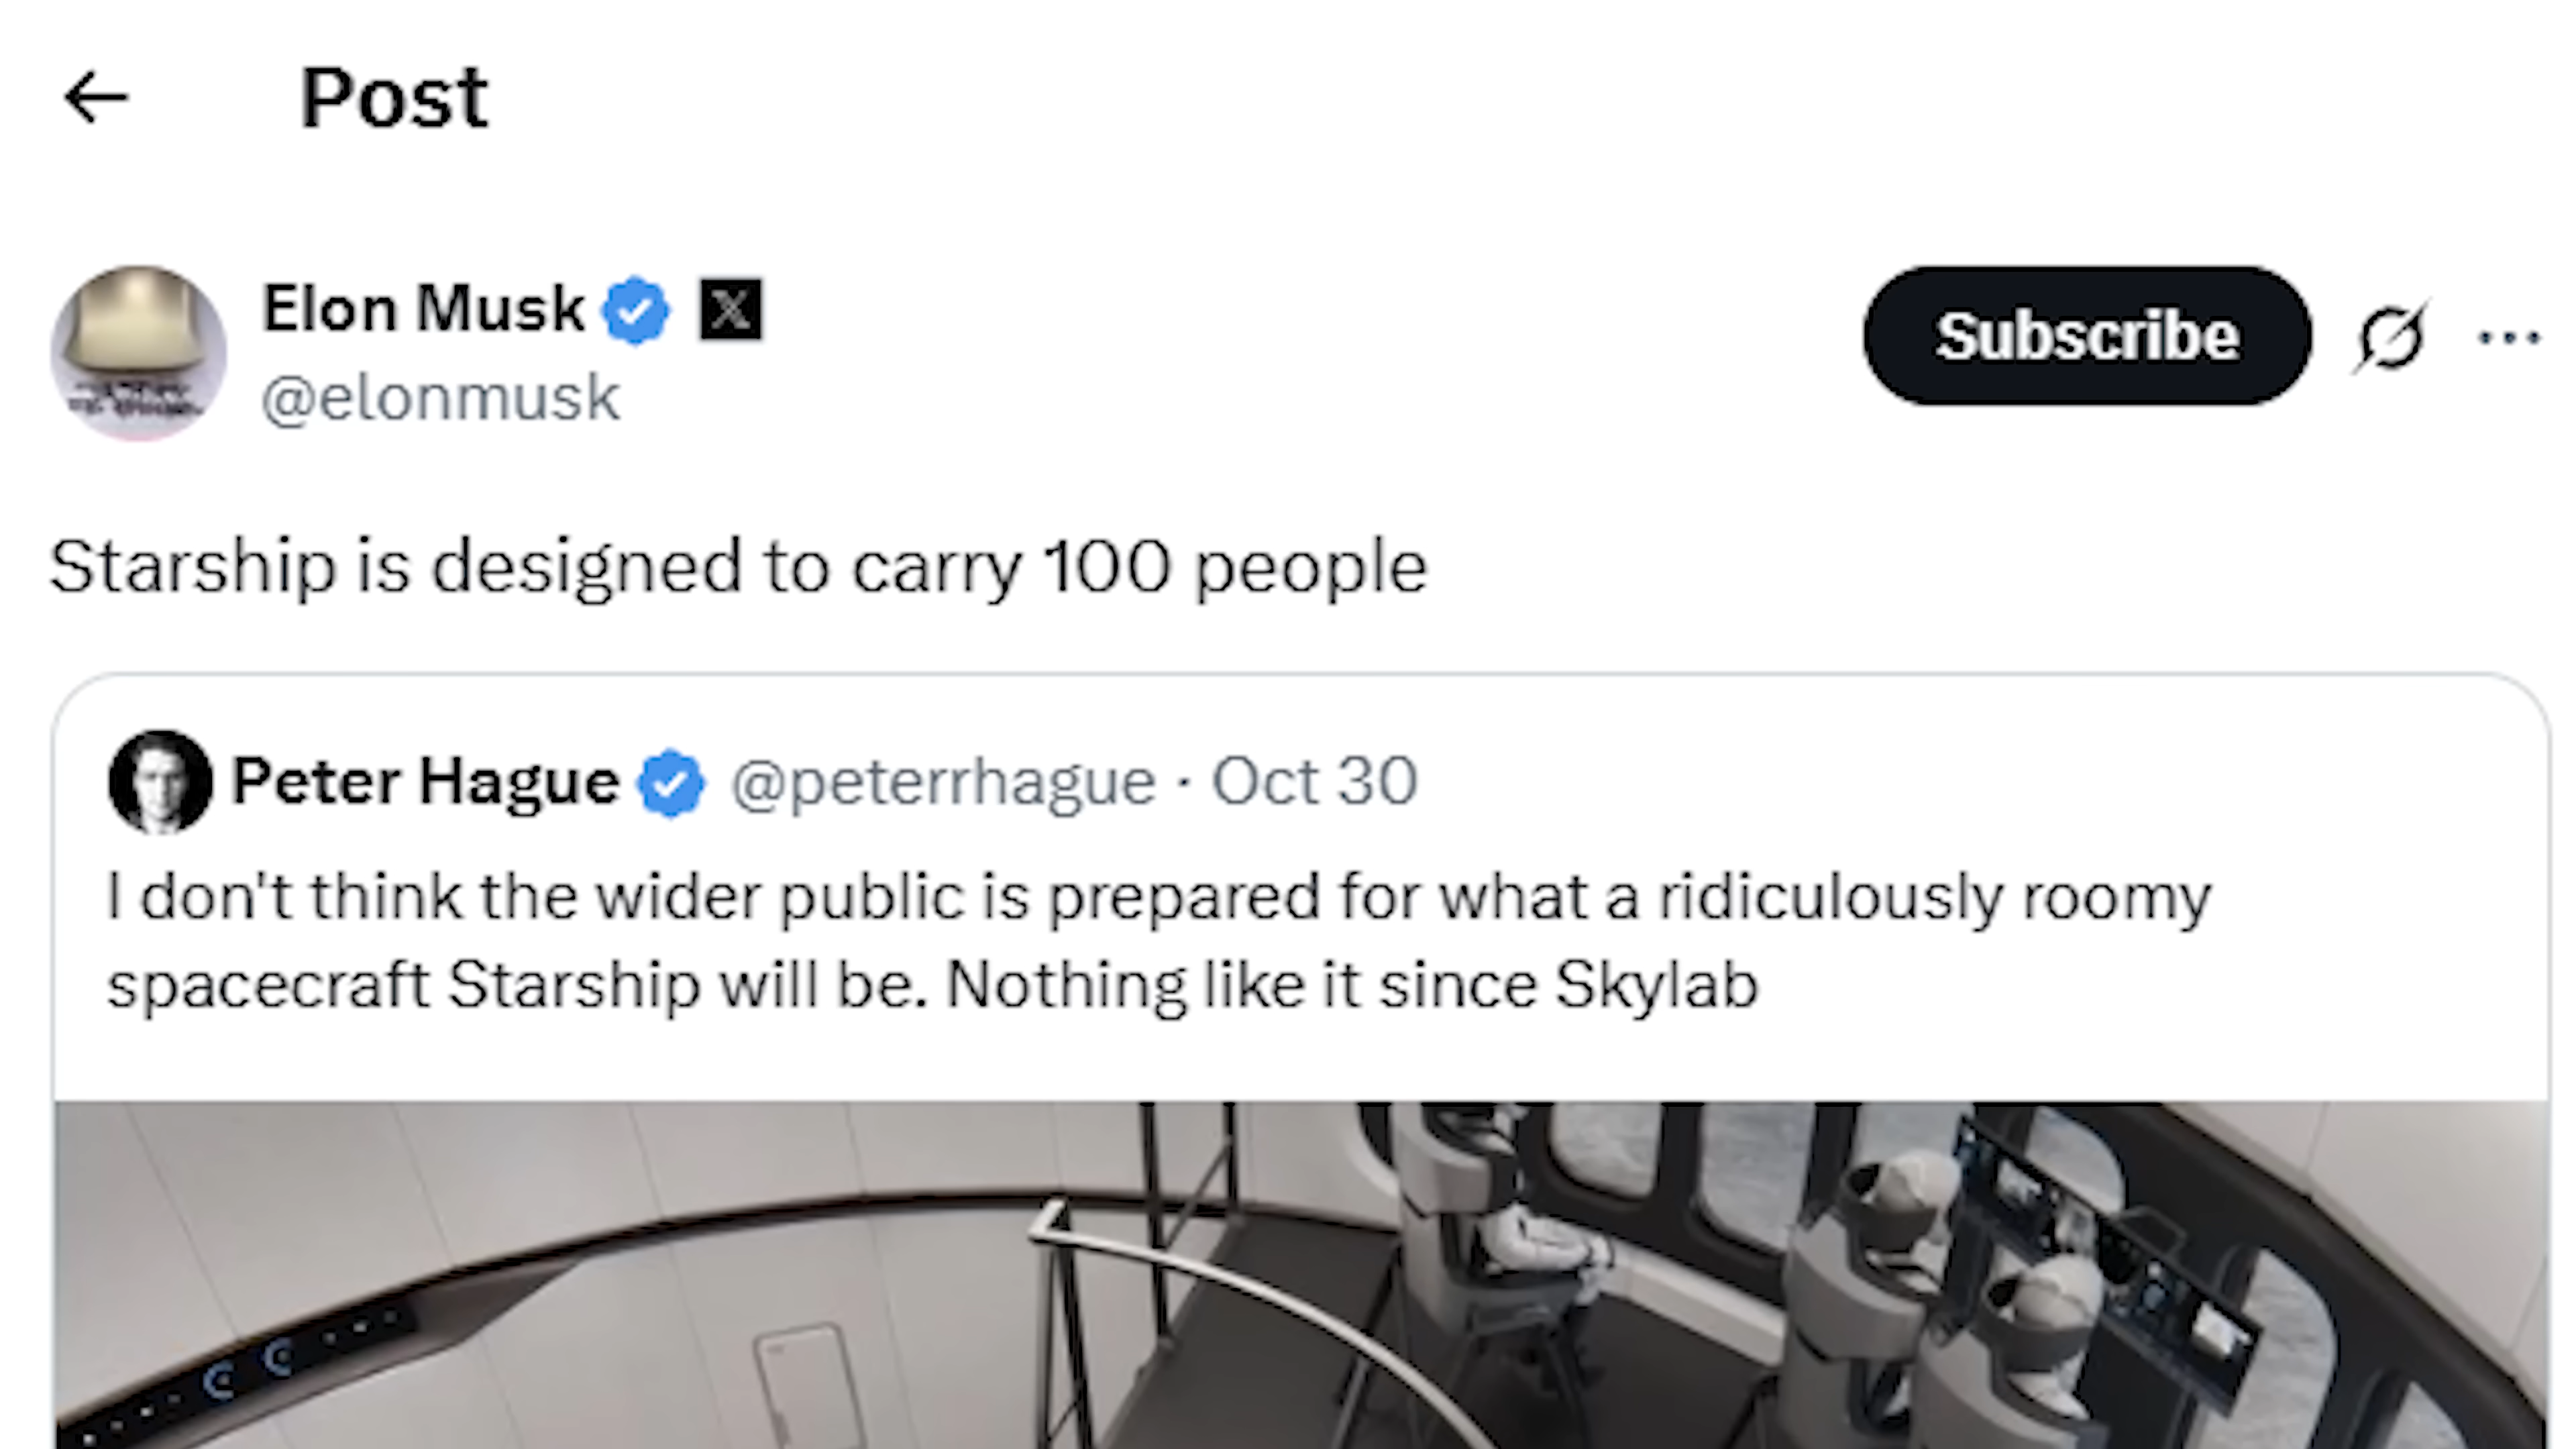 Post
Elon Musk
@elonmusk
Subscribe
Starship is designed to carry 100 people
Peter Hague @peterrhague · Oct 30
I don't think the wider public is prepared for what a ridiculously roomy
spacecraft Starship will be. Nothing like it since Skylab